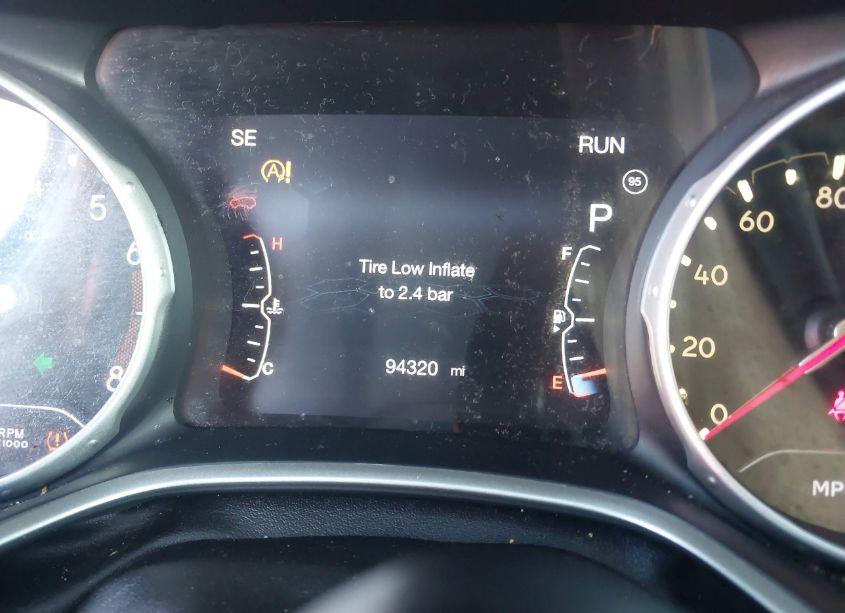 SE
RUN
A!
95
P
H
F
Tire Low Inflate
to 2.4 bar
C
E
94320 mi
5
6
8
RPM
1000
80
60
40
20
0
MP